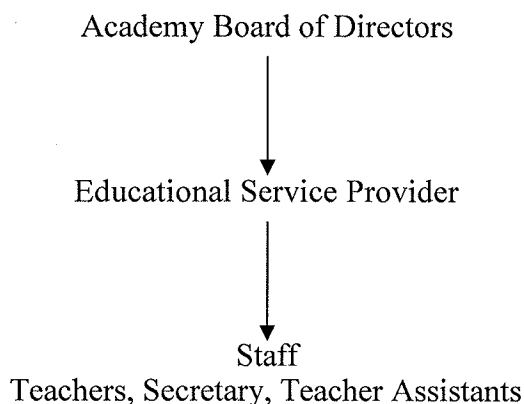 Academy Board of Directors
Educational Service Provider
Staff
Teachers, Secretary, Teacher Assistants